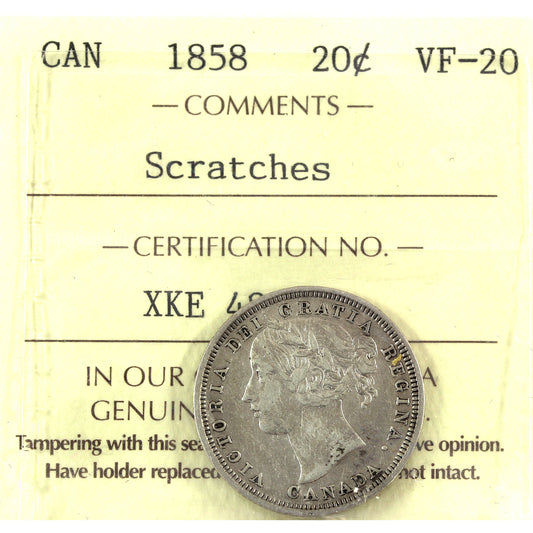 CAN 1858 20¢ VF-20
— COMMENTS —
Scratches
— CERTIFICATION NO. —
XKE
IN OUR A
GENUIN .
Tampering with this sea ve opinion.
Have holder replaced not intact.
VICTORIA DEI GRATIA REGINA.
CANADA